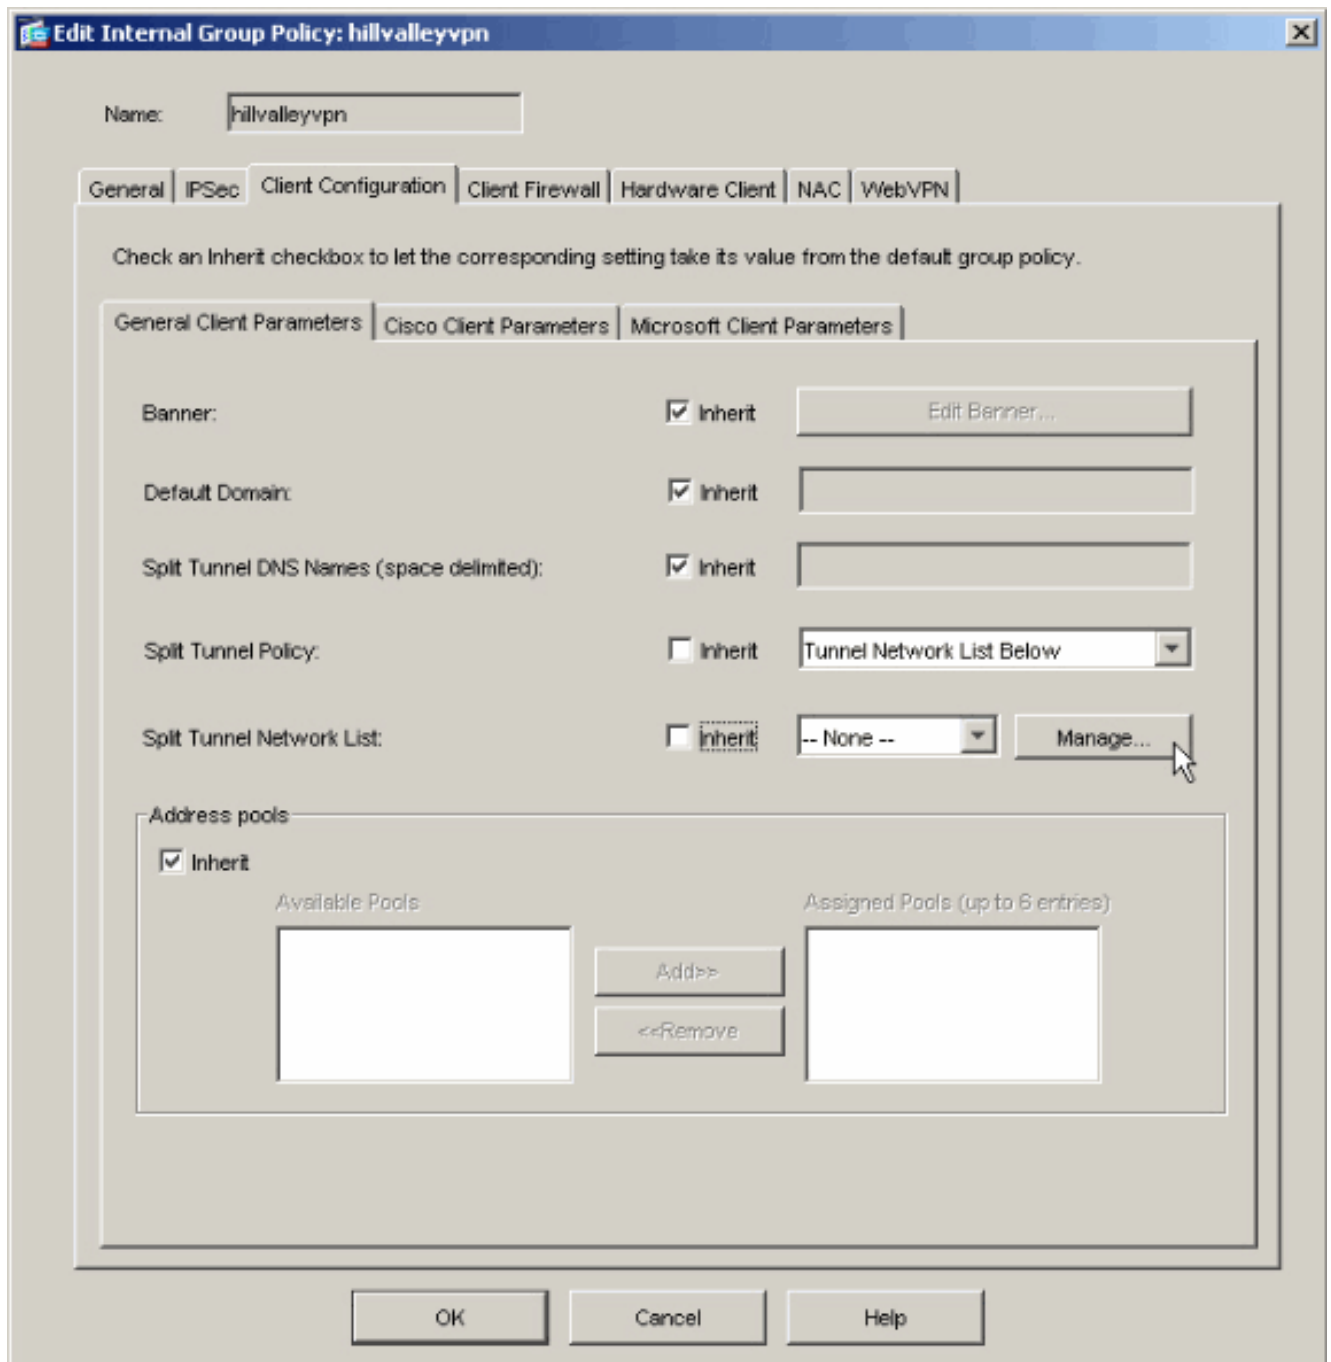 Edit Internal Group Policy: hillvalleyvpn
Name: hillvalleyvpn
General IPSec Client Configuration Client Firewall Hardware Client NAC WebVPN
Check an Inherit checkbox to let the corresponding setting take its value from the default group policy.
General Client Parameters Cisco Client Parameters Microsoft Client Parameters
Banner: Inherit Edit Banner...
Default Domain: Inherit
Split Tunnel DNS Names (space delimited): Inherit
Split Tunnel Policy: Inherit Tunnel Network List Below
Split Tunnel Network List: Inherit -- None -- Manage...
Address pools
Inherit
Available Pools Assigned Pools (up to 6 entries)
Add>>
<<Remove
OK Cancel Help